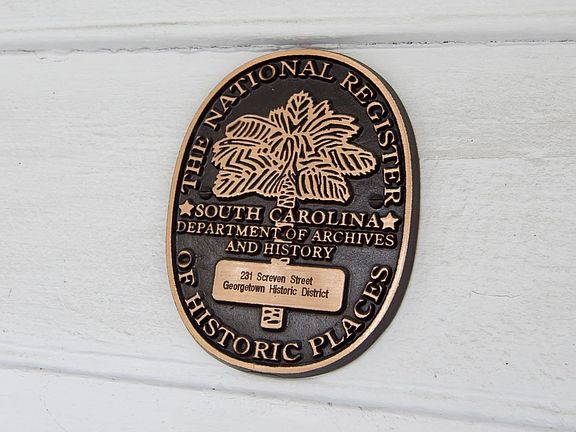 THE NATIONAL REGISTER
SOUTH CAROLINA
DEPARTMENT OF ARCHIVES
AND HISTORY
231 Screven Street
Georgetown Historic District
OF HISTORIC PLACES